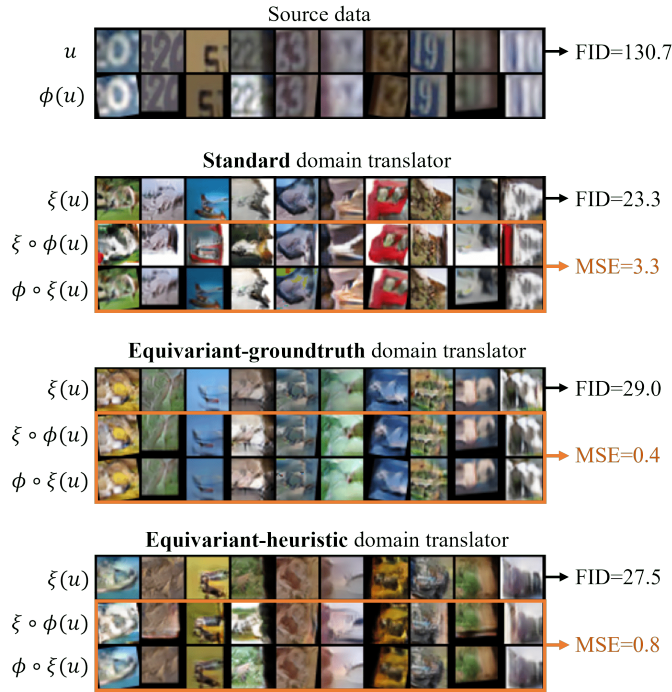 Source data
u
FID=130.7
ϕ(u)
Standard domain translator
ξ(u)
FID=23.3
ξ ∘ ϕ(u)
MSE=3.3
ϕ ∘ ξ(u)
Equivariant-groundtruth domain translator
ξ(u)
FID=29.0
ξ ∘ ϕ(u)
MSE=0.4
ϕ ∘ ξ(u)
Equivariant-heuristic domain translator
ξ(u)
FID=27.5
ξ ∘ ϕ(u)
MSE=0.8
ϕ ∘ ξ(u)